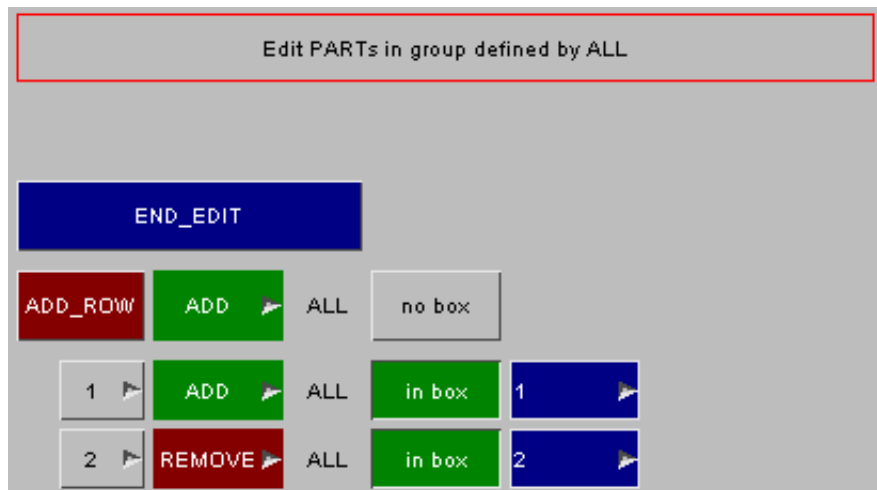 Edit PARTs in group defined by ALL
END_EDIT
ADD_ROW ADD ALL no box
1 ADD ALL in box 1
2 REMOVE ALL in box 2